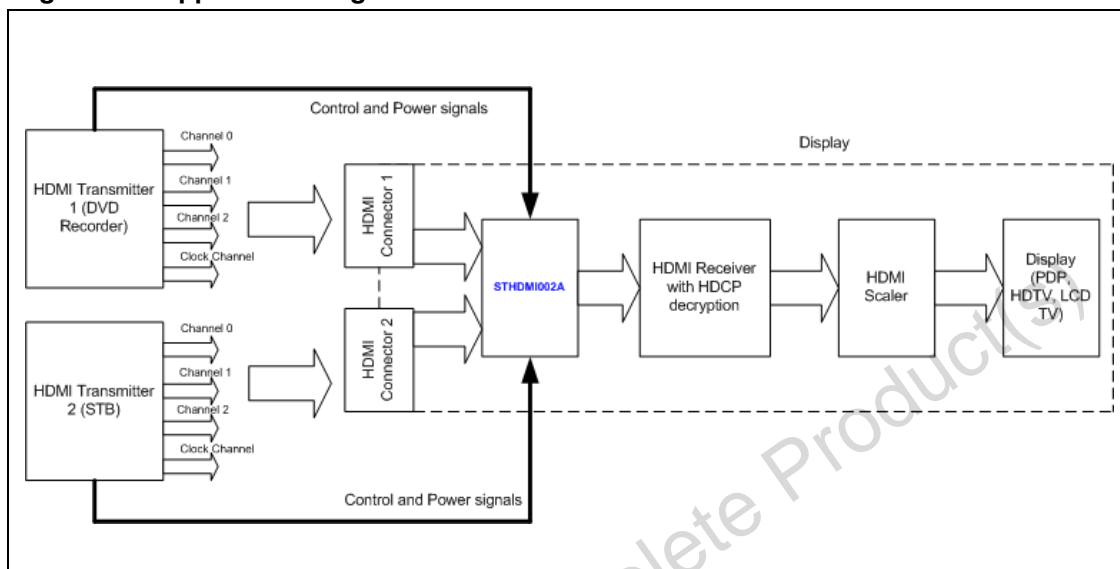 Control and Power signals
Display
HDMI Transmitter
1 (DVD
Recorder)
Channel 0
Channel 1
Channel 2
Clock Channel
HDMI
Connector 1
STHDMI002A
HDMI Receiver
with HDCP
decryption
HDMI
Scaler
Display
(PDP,
HDTV, LCD
TV)
HDMI Transmitter
2 (STB)
Channel 0
Channel 1
Channel 2
Clock Channel
HDMI
Connector 2
Control and Power signals
Product(s)